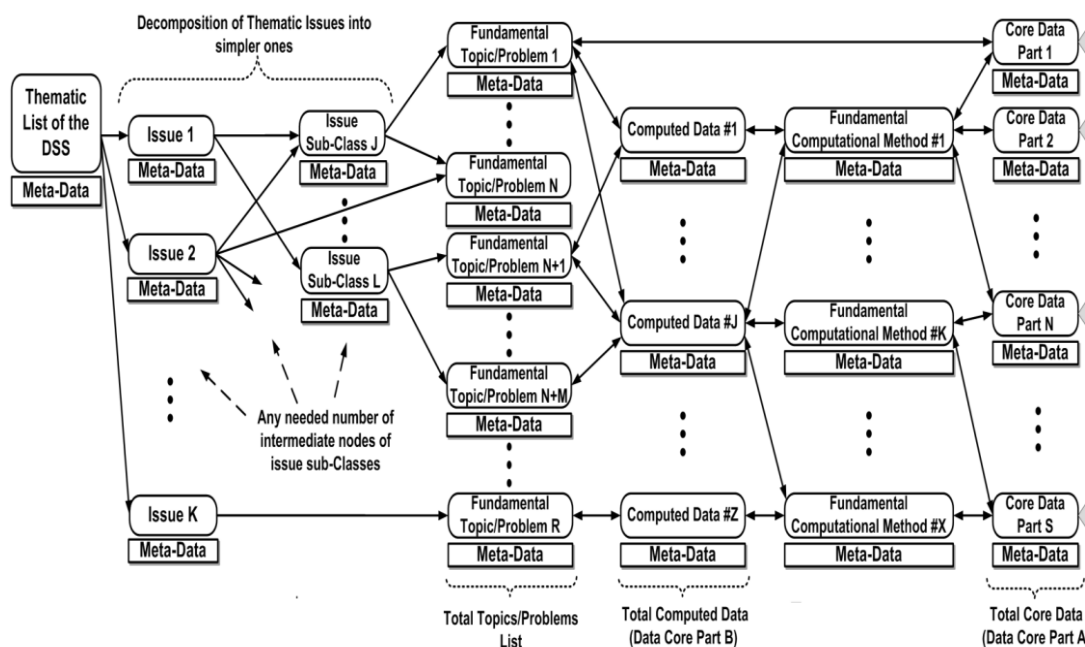 Decomposition of Thematic Issues into
simpler ones
Thematic
List of the
DSS
Meta-Data
Issue 1
Meta-Data
Issue 2
Meta-Data
Issue K
Meta-Data
Issue
Sub-Class J
Meta-Data
Issue
Sub-Class L
Meta-Data
Any needed number of
intermediate nodes of
issue sub-Classes
Fundamental
Topic/Problem 1
Meta-Data
Fundamental
Topic/Problem N
Meta-Data
Fundamental
Topic/Problem N+1
Meta-Data
Fundamental
Topic/Problem N+M
Meta-Data
Fundamental
Topic/Problem R
Meta-Data
Total Topics/Problems
List
Computed Data #1
Meta-Data
Computed Data #J
Meta-Data
Computed Data #Z
Meta-Data
Total Computed Data
(Data Core Part B)
Fundamental
Computational Method #1
Meta-Data
Fundamental
Computational Method #K
Meta-Data
Fundamental
Computational Method #X
Meta-Data
Core Data
Part 1
Meta-Data
Core Data
Part 2
Meta-Data
Core Data
Part N
Meta-Data
Core Data
Part S
Meta-Data
Total Core Data
(Data Core Part A